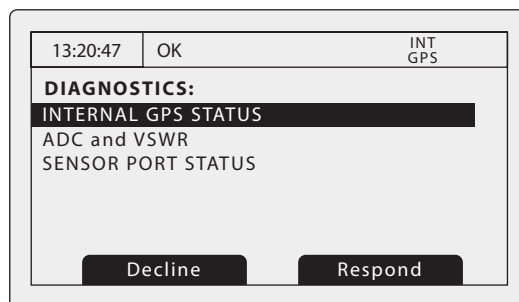 13:20:47 OK INT
GPS
DIAGNOSTICS:
INTERNAL GPS STATUS
ADC and VSWR
SENSOR PORT STATUS
Decline Respond